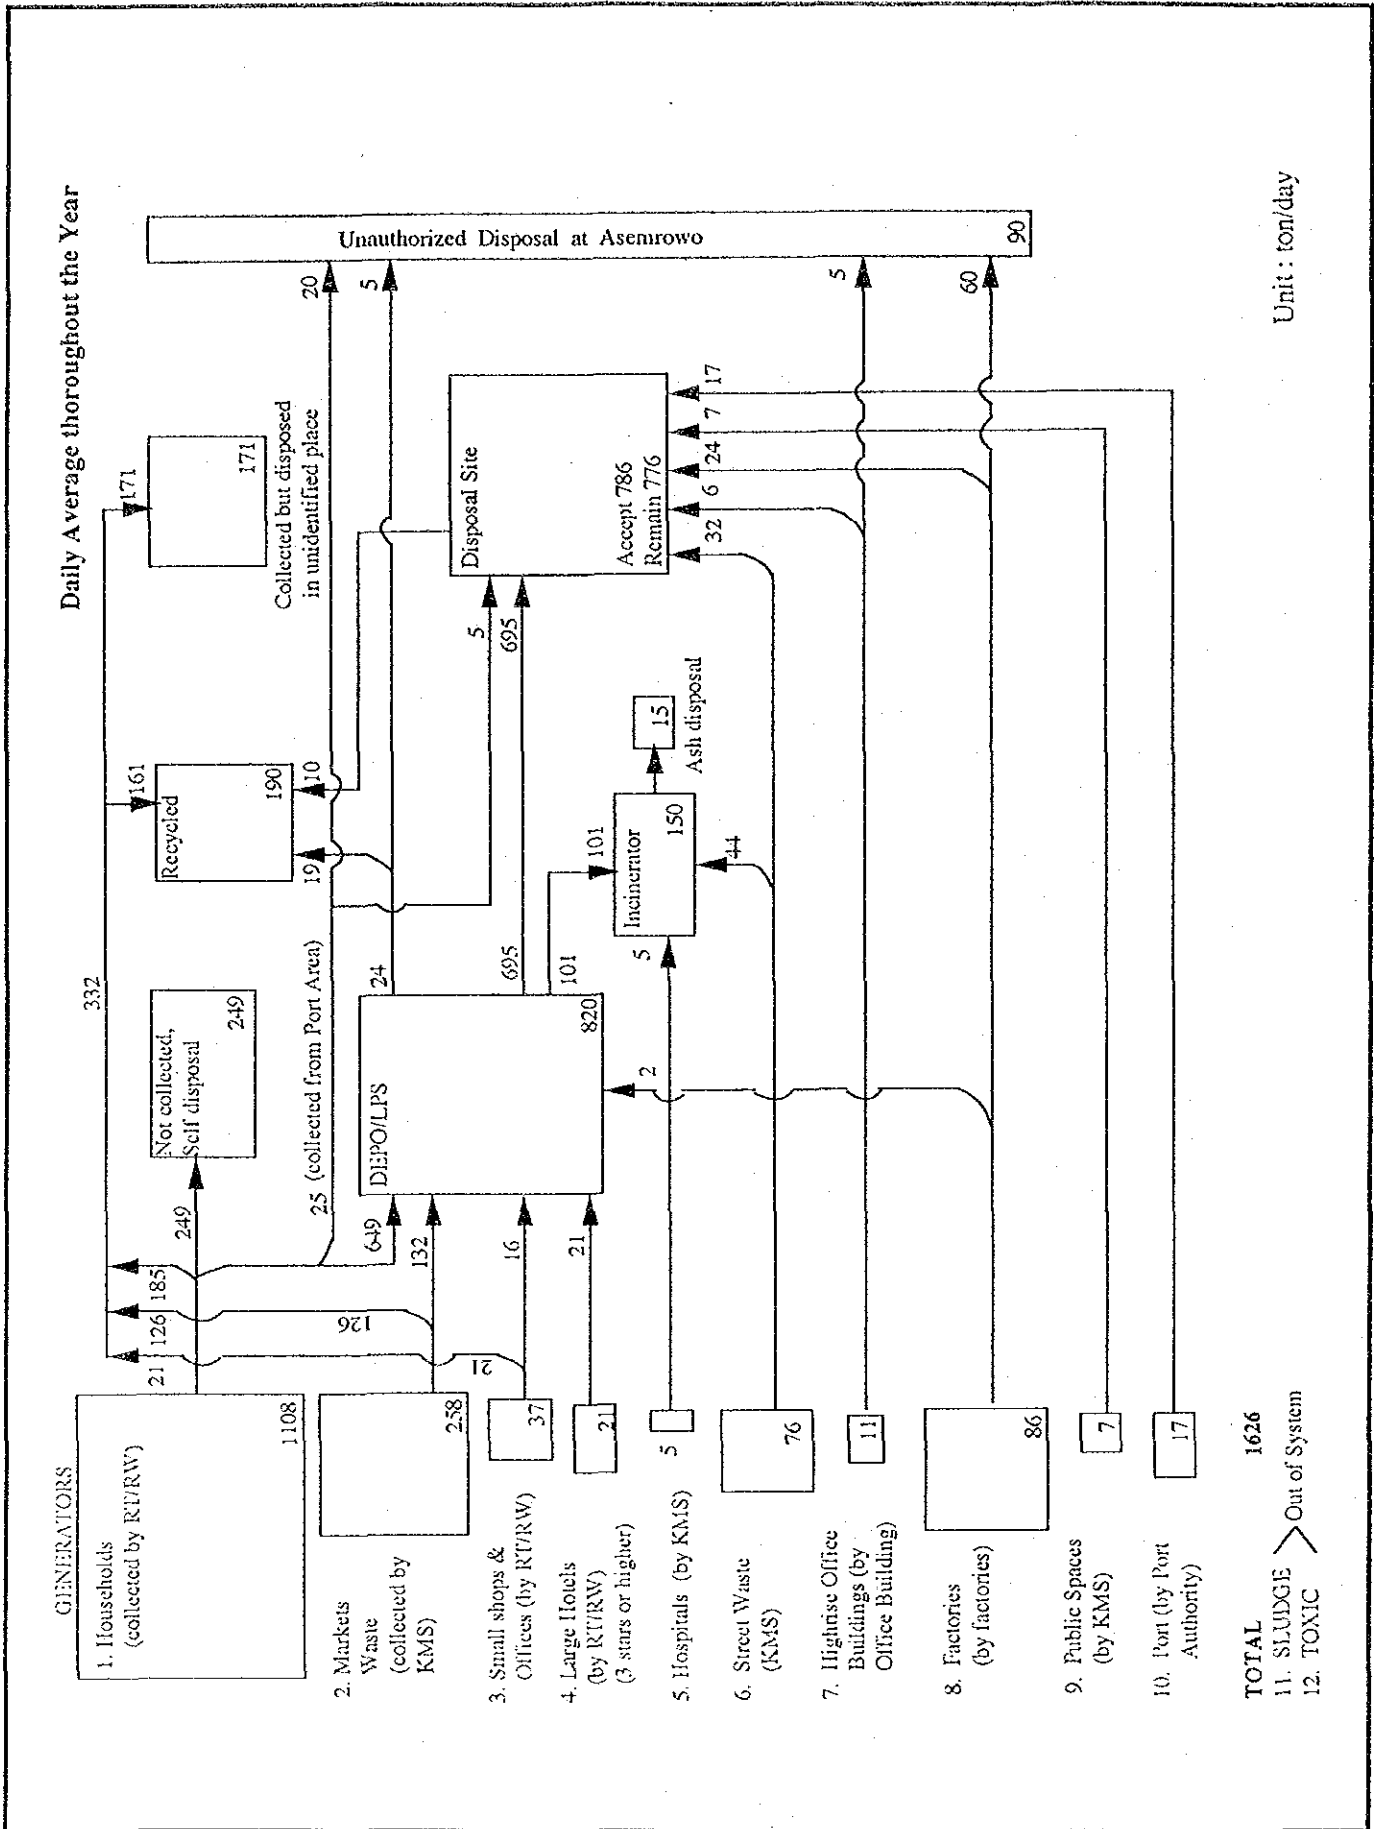 Daily Average thoroughout the Year
GENERATORS
1. Households
(collected by RT/RW)
1108
2. Markets
Waste
(collected by
KMS)
258
3. Small shops &
Offices (by RT/RW)
37
4. Large Hotels
(by RT/RW)
(3 stars or higher)
21
5. Hospitals (by KMS)
5
6. Street Waste
(KMS)
76
7. Highrise Office
Buildings (by
Office Building)
11
8. Factories
(by factories)
86
9. Public Spaces
(by KMS)
7
10. Port (by Port
Authority)
17
TOTAL 1626
11. SLUDGE
12. TOXIC
Out of System
21
126
185
21
126
332
249
Not collected,
Self disposal
249
25 (collected from Port Area)
649
132
16
21
DEPO/LPS
820
2
24
695
101
161
Recycled
190
19
10
171
171
Collected but disposed
in unidentified place
5
695
101
5
44
Incinerator
150
15
Ash disposal
Disposal Site
Accept 786
Remain 776
32
6
24
7
17
20
5
5
60
Unauthorized Disposal at Asemrowo
90
Unit : ton/day